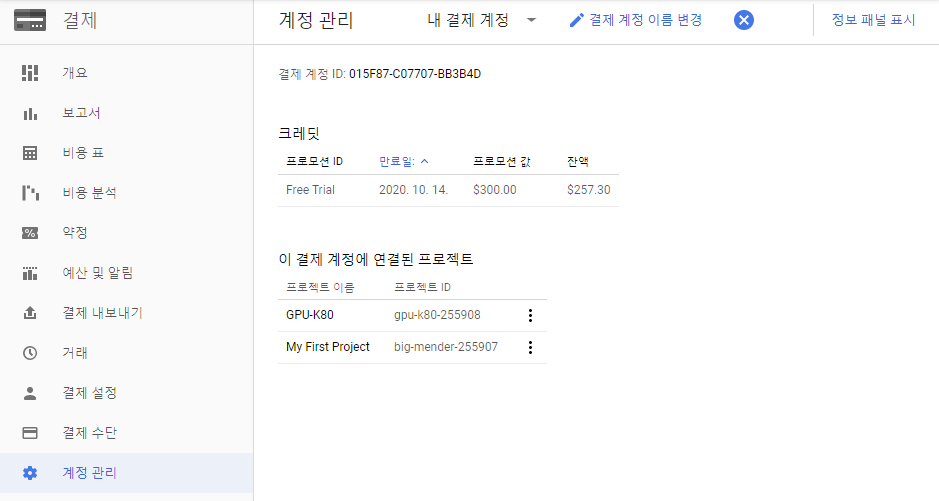 결제
계정 관리
내 결제 계정
결제 계정 이름 변경
정보 패널 표시
개요
보고서
비용 표
비용 분석
약정
예산 및 알림
결제 내보내기
거래
결제 설정
결제 수단
계정 관리
결제 계정 ID: 015F87-C07707-BB3B4D
크레딧
프로모션 ID 만료일: 프로모션 값 잔액
Free Trial 2020. 10. 14. $300.00 $257.30
이 결제 계정에 연결된 프로젝트
프로젝트 이름 프로젝트 ID
GPU-K80 gpu-k80-255908
My First Project big-mender-255907